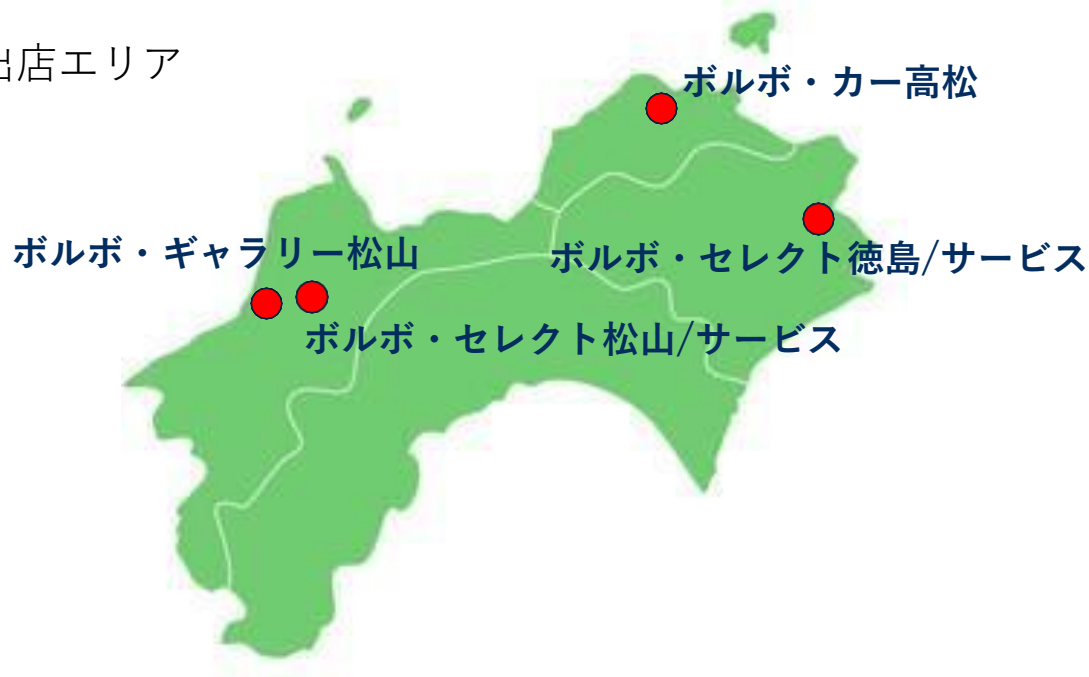 出店エリア
ボルボ・カー高松
ボルボ・ギャラリー松山
ボルボ・セレクト徳島/サービス
ボルボ・セレクト松山/サービス